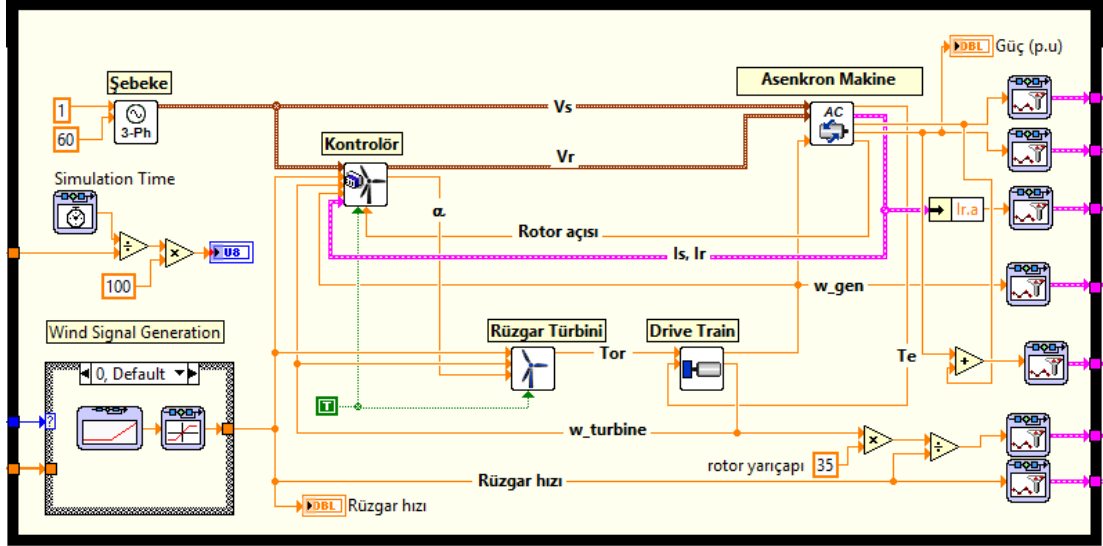 Güç (p.u)
DBL
Şebeke
Asenkron Makine
1
60
3-Ph
Vs
AC
Kontrolör
Vr
Simulation Time
α
Ir.a
Rotor açısı
Is, Ir
U8
100
w_gen
Wind Signal Generation
Rüzgar Türbini
Drive Train
Tor
Te
0, Default
T
?
w_turbine
rotor yarıçapı
35
Rüzgar hızı
DBL
Rüzgar hızı